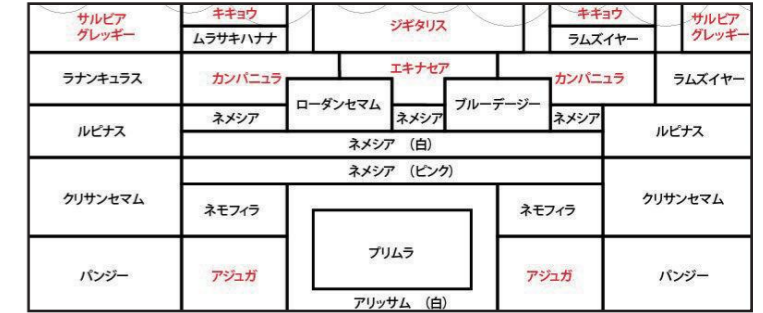 サルビア
グレッギー
キキョウ
ムラサキハナナ
ジギタリス
キキョウ
ラムズイヤー
サルビア
グレッギー
ラナンキュラス
カンパニュラ
エキナセア
カンパニュラ
ラムズイヤー
ローダンセマム
ブルーデージー
ルピナス
ネメシア
ネメシア
ネメシア
ルピナス
ネメシア （白）
ネメシア （ピンク）
クリサンセマム
ネモフィラ
ネモフィラ
クリサンセマム
プリムラ
パンジー
アジュガ
アジュガ
パンジー
アリッサム （白）